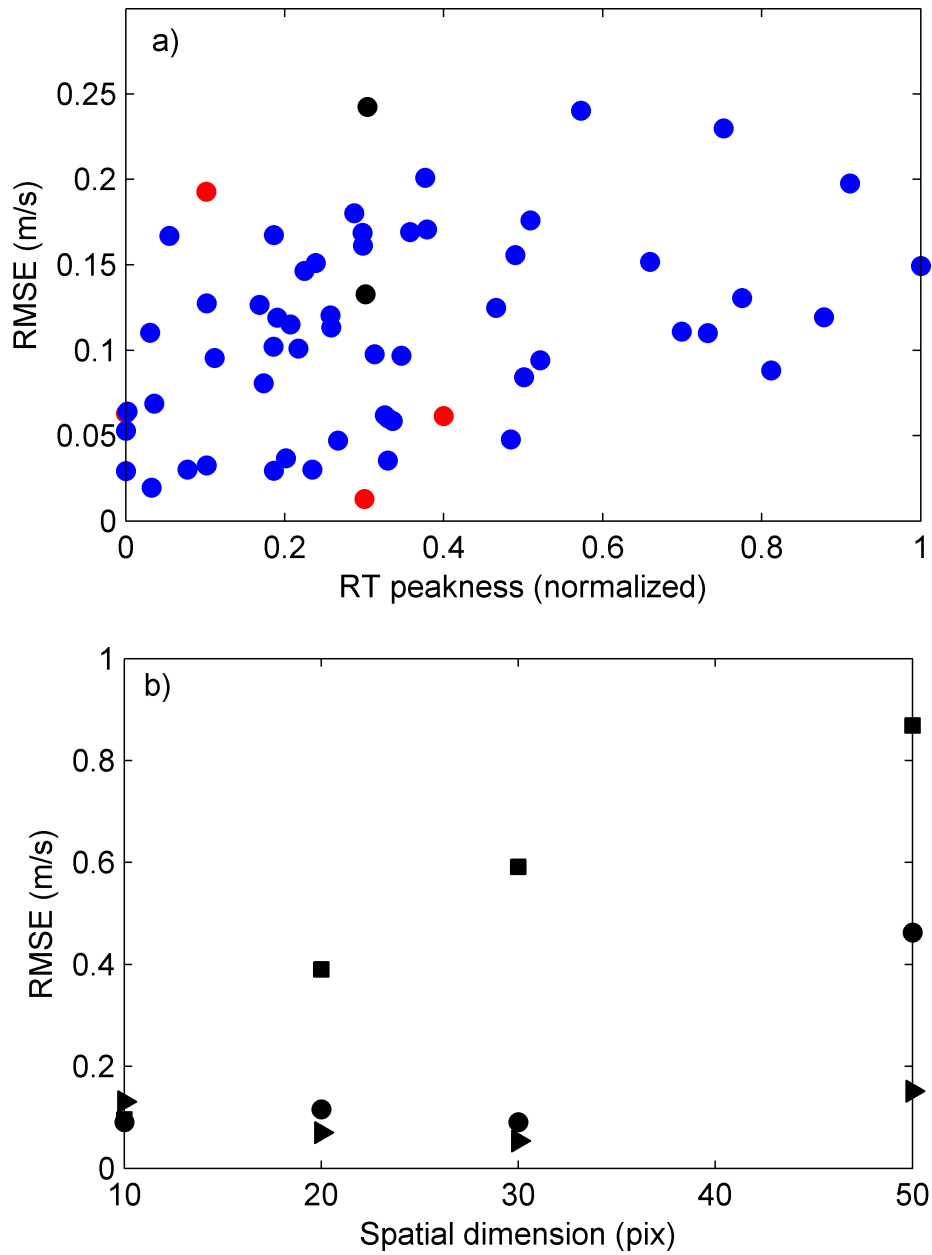 a)
0.25
0.2
0.15
0.1
0.05
0
RMSE (m/s)
0 0.2 0.4 0.6 0.8 1
RT peakness (normalized)
b)
1
0.8
0.6
0.4
0.2
0
RMSE (m/s)
10 20 30 40 50
Spatial dimension (pix)